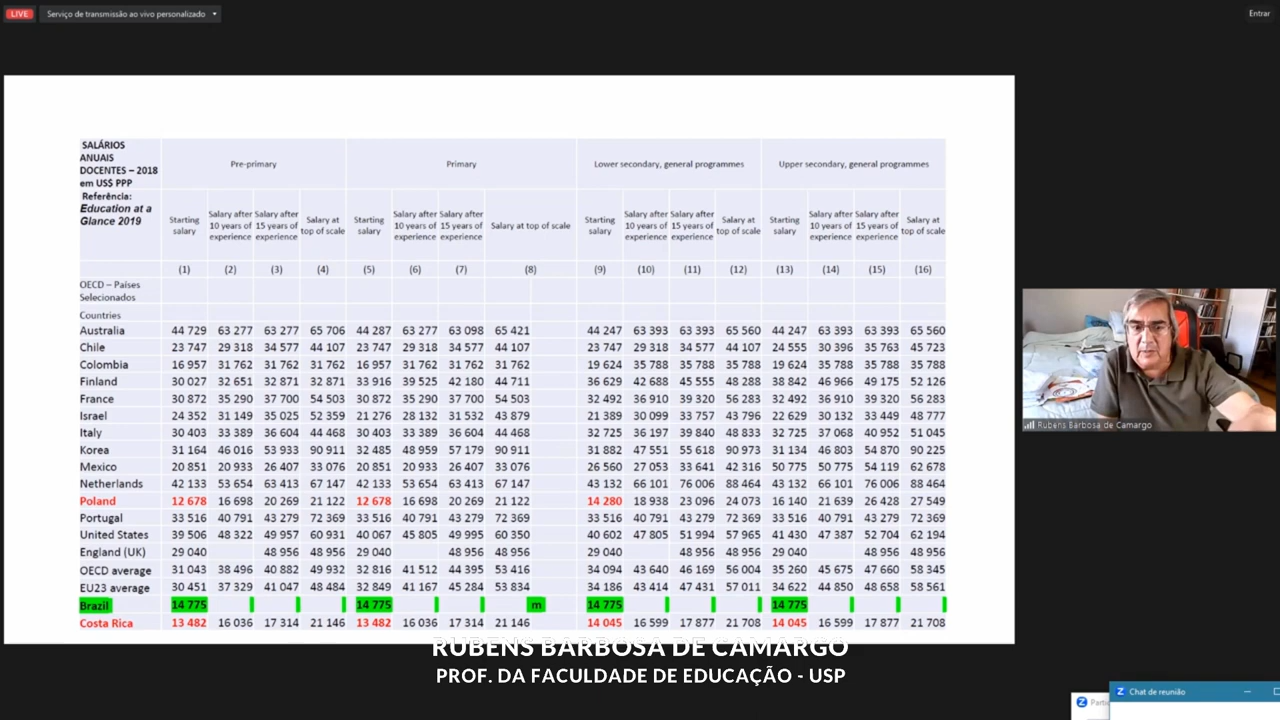 LIVE Serviço de transmissão ao vivo personalizado
Entrar
SALÁRIOS
ANUAIS
DOCENTES – 2018
em US$ PPP
Referência:
Education at a
Glance 2019
Pre-primary
Primary
Lower secondary, general programmes
Upper secondary, general programmes
Starting salary
Salary after 10 years of experience
Salary after 15 years of experience
Salary at top of scale
Starting salary
Salary after 10 years of experience
Salary after 15 years of experience
Salary at top of scale
Starting salary
Salary after 10 years of experience
Salary after 15 years of experience
Salary at top of scale
Starting salary
Salary after 10 years of experience
Salary after 15 years of experience
Salary at top of scale
(1) (2) (3) (4) (5) (6) (7) (8) (9) (10) (11) (12) (13) (14) (15) (16)
OECD – Países
Selecionados
Countries
Australia 44 729 63 277 63 277 65 706 44 287 63 277 63 098 65 421 44 247 63 393 63 393 65 560 44 247 63 393 63 393 65 560
Chile 23 747 29 318 34 577 44 107 23 747 29 318 34 577 44 107 23 747 29 318 34 577 44 107 24 555 30 396 35 763 45 723
Colombia 16 957 31 762 31 762 31 762 16 957 31 762 31 762 31 762 19 624 35 788 35 788 35 788 19 624 35 788 35 788 35 788
Finland 30 027 32 651 32 871 32 871 33 916 39 525 42 180 44 711 36 629 42 688 45 555 48 288 38 842 46 966 49 175 52 126
France 30 872 35 290 37 700 54 503 30 872 35 290 37 700 54 503 32 492 36 910 39 320 56 283 32 492 36 910 39 320 56 283
Israel 24 352 31 149 35 025 52 323 21 276 28 132 31 532 43 879 21 389 30 099 33 757 43 796 22 629 30 132 33 449 48 777
Italy 30 403 33 389 36 604 44 468 30 403 33 389 36 604 44 468 32 725 36 197 39 840 48 833 32 725 37 068 40 952 51 045
Korea 31 164 46 016 53 933 90 911 32 485 48 959 57 179 90 911 31 882 47 551 55 618 90 973 31 134 46 803 54 870 90 225
Mexico 20 851 20 933 26 407 33 076 20 851 20 933 26 407 33 076 26 560 27 053 33 641 42 316 50 775 50 775 54 119 62 678
Netherlands 42 133 53 654 63 413 67 147 42 133 53 654 63 413 67 147 43 132 66 101 76 006 88 464 43 132 66 101 76 006 88 464
Poland 12 678 16 698 20 269 21 122 12 678 16 698 20 269 21 122 14 280 18 938 23 096 24 073 16 140 21 639 26 428 27 549
Portugal 33 516 40 791 43 279 72 369 33 516 40 791 43 279 72 369 33 516 40 791 43 279 72 369 33 516 40 791 43 279 72 369
United States 39 506 48 322 49 957 60 931 40 067 45 805 49 995 60 350 40 602 47 805 51 994 57 965 41 430 47 387 52 704 62 194
England (UK) 29 040 48 956 48 956 29 040 48 956 48 956 29 040 48 956 48 956 29 040 48 956 48 956
OECD average 31 043 38 496 40 882 49 932 32 816 41 512 44 395 53 416 34 094 43 640 46 169 56 004 35 260 45 675 47 660 58 345
EU23 average 30 451 37 329 41 047 48 484 32 849 41 167 45 284 53 834 34 186 43 414 47 431 57 011 34 622 44 850 48 658 58 561
Brazil 14 775 14 775 m 14 775 14 775
Costa Rica 13 482 16 036 17 314 21 146 13 482 16 036 17 314 21 146 14 045 16 599 17 877 21 708 14 045 16 599 17 877 21 708
Rubens Barbosa de Camargo
RUBENS BARBOSA DE CAMARGO
PROF. DA FACULDADE DE EDUCAÇÃO - USP
Chat de reunião